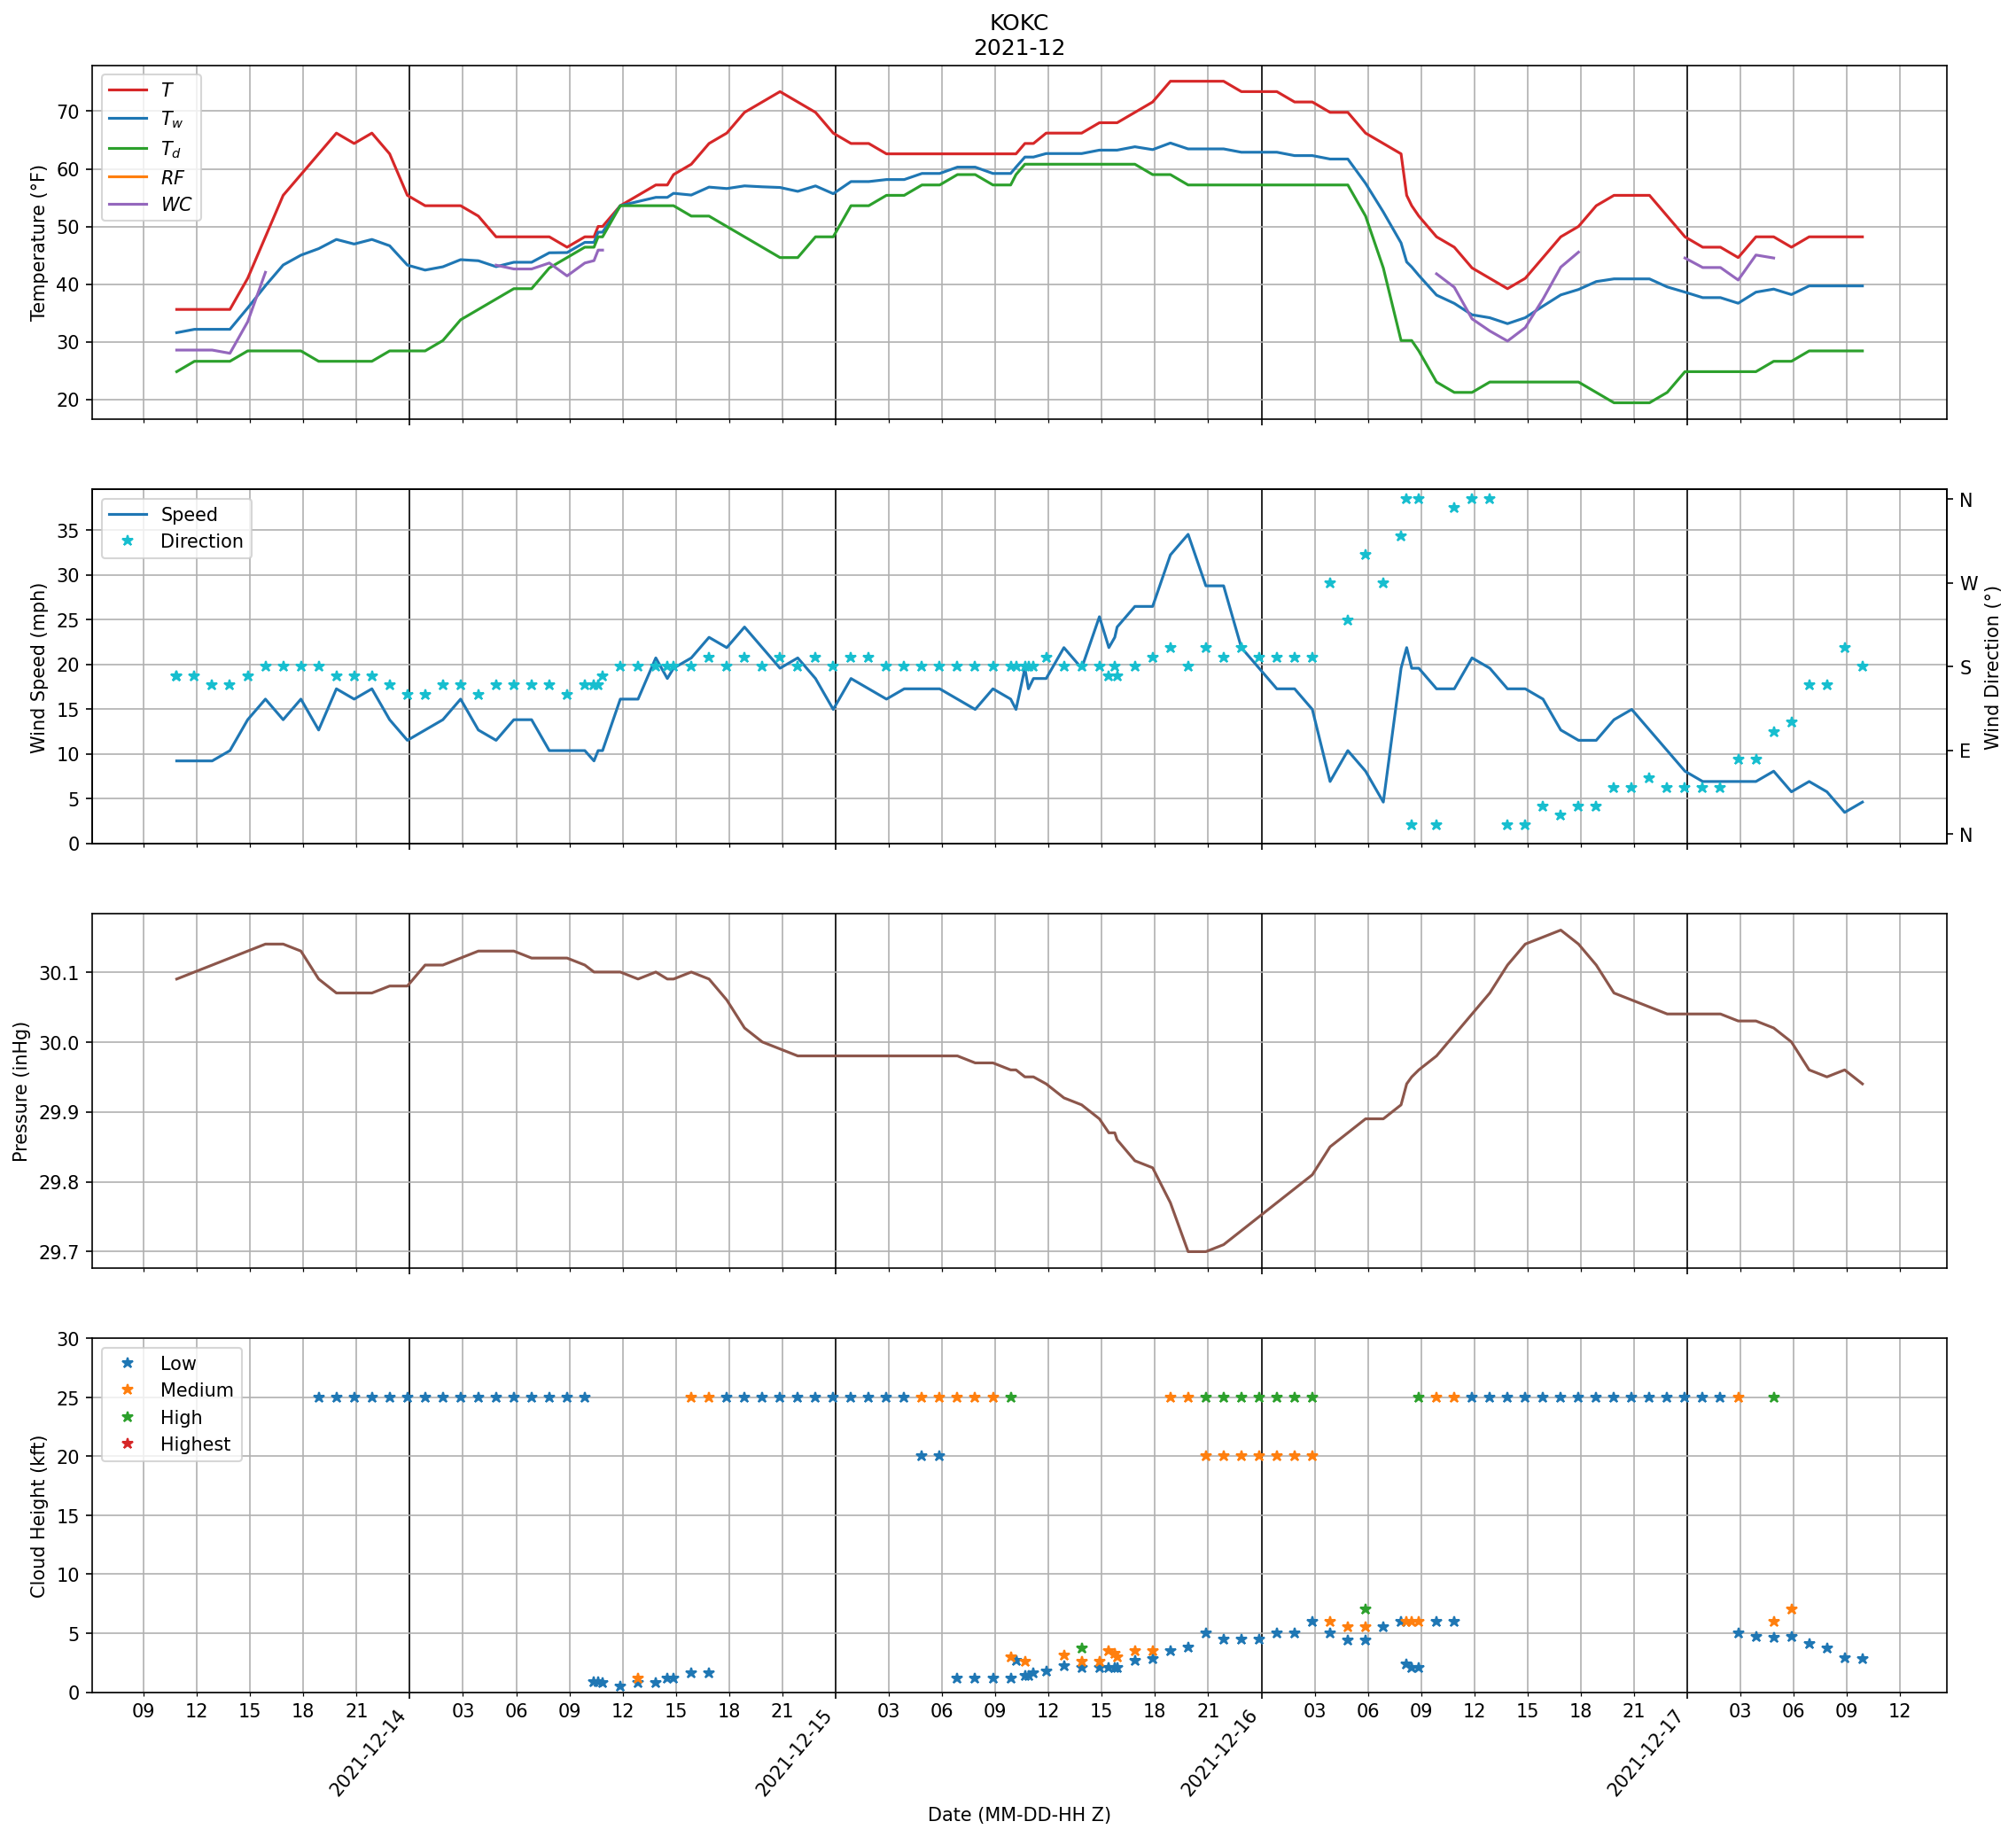 KOKC
2021-12
T
T_w
T_d
RF
WC
Temperature (°F)
70
60
50
40
30
20
Speed
Direction
Wind Speed (mph)
35
30
25
20
15
10
5
0
N
W
S
E
N
Wind Direction (°)
Pressure (inHg)
30.1
30.0
29.9
29.8
29.7
Low
Medium
High
Highest
Cloud Height (kft)
30
25
20
15
10
5
0
09 12 15 18 21 2021-12-14 03 06 09 12 15 18 21 2021-12-15 03 06 09 12 15 18 21 2021-12-16 03 06 09 12 15 18 21 2021-12-17 03 06 09 12
Date (MM-DD-HH Z)